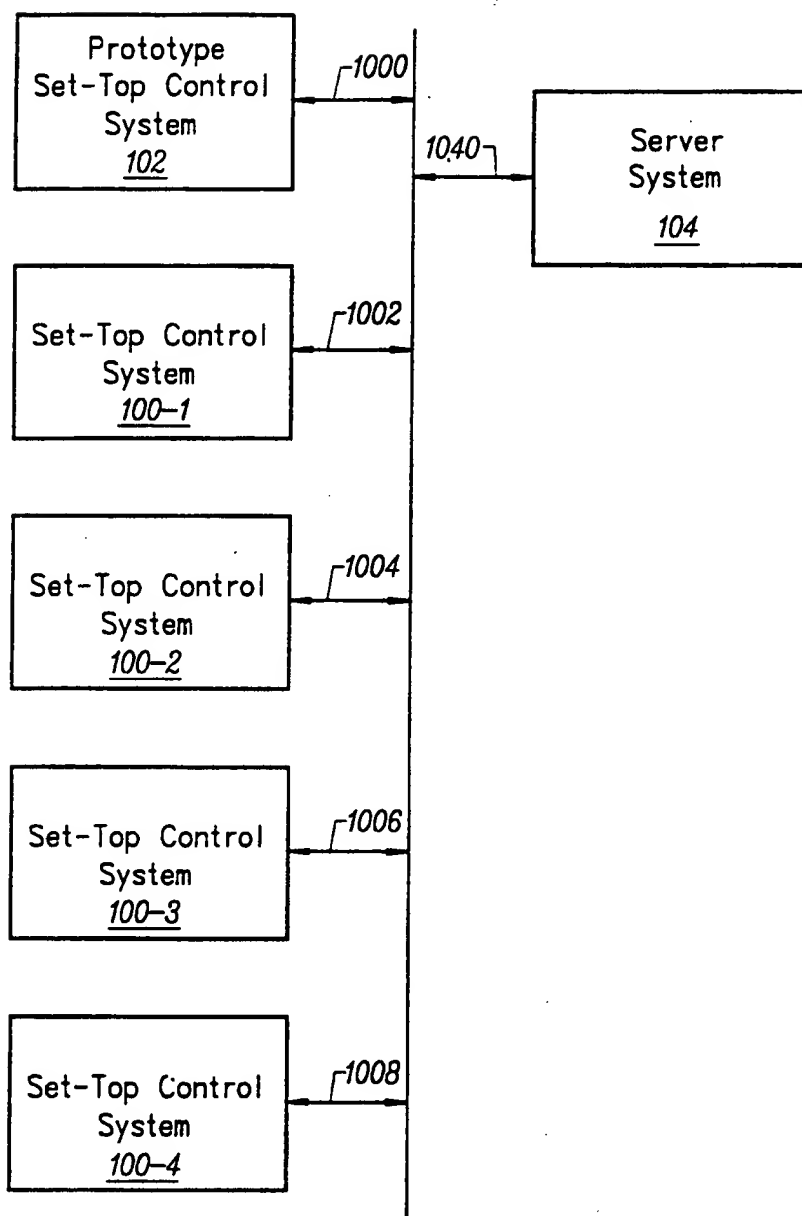 Prototype
Set-Top Control
System
102
1000
1040
Server
System
104
Set-Top Control
System
100-1
1002
Set-Top Control
System
100-2
1004
Set-Top Control
System
100-3
1006
Set-Top Control
System
100-4
1008